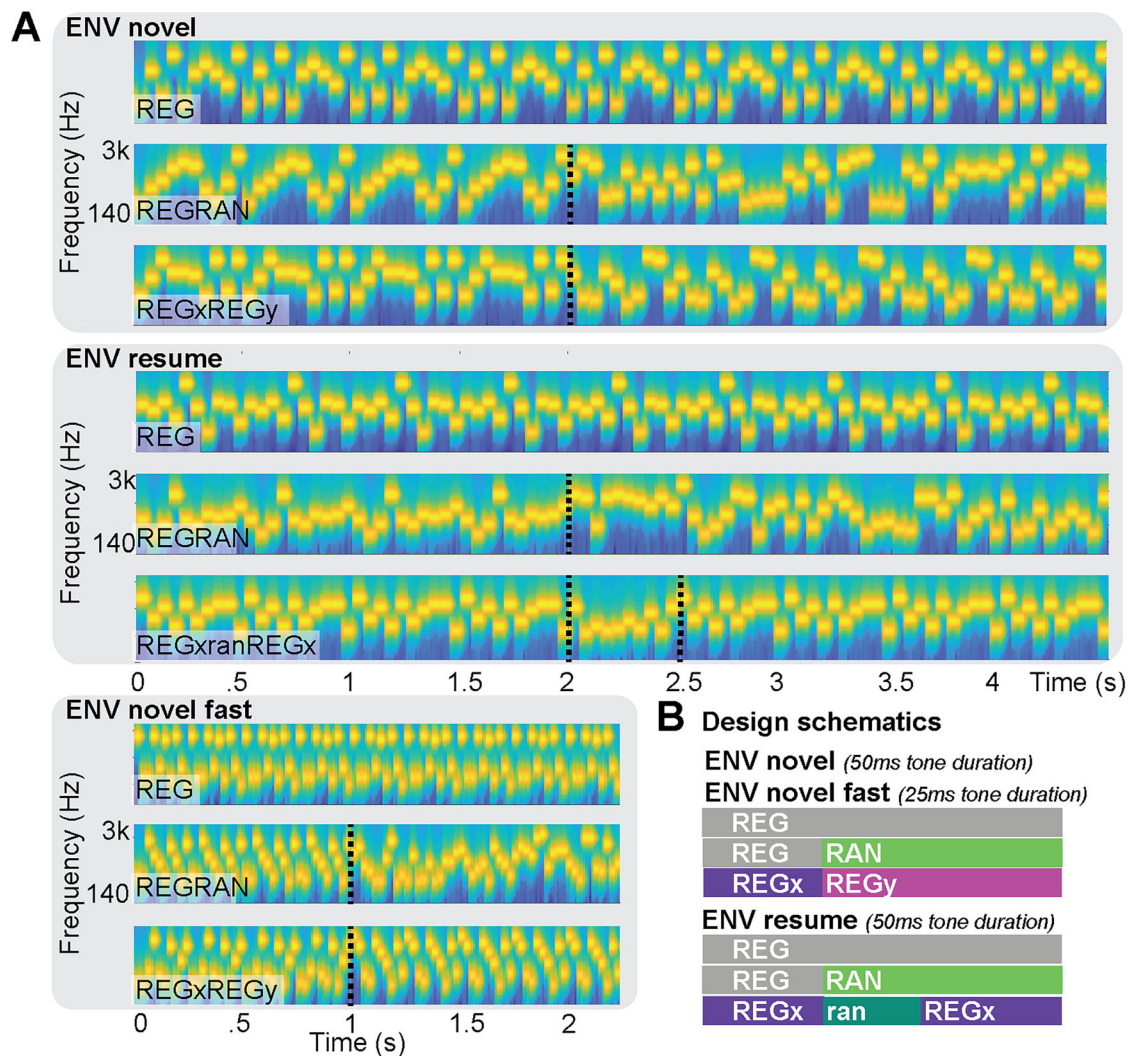 A
ENV novel
REG
3k
REGRAN
140
REGxREGy
Frequency (Hz)
ENV resume
REG
3k
REGRAN
140
REGxranREGx
Frequency (Hz)
0 .5 1 1.5 2 2.5 3 3.5 4 Time (s)
ENV novel fast
REG
3k
REGRAN
140
REGxREGy
Frequency (Hz)
0 .5 1 1.5 2
Time (s)
B Design schematics
ENV novel (50ms tone duration)
ENV novel fast (25ms tone duration)
REG
REG RAN
REGx REGy
ENV resume (50ms tone duration)
REG
REG RAN
REGx ran REGx